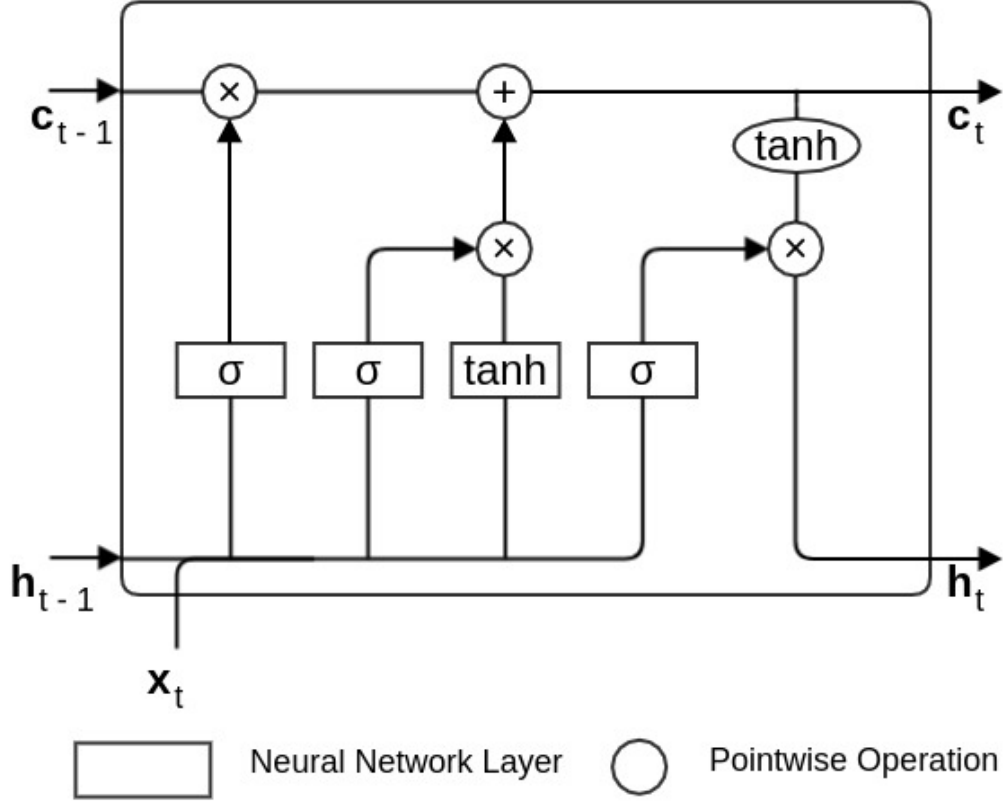 × +
c t - 1
c t
tanh
× ×
σ σ tanh σ
h t - 1
h t
x t
Neural Network Layer Pointwise Operation